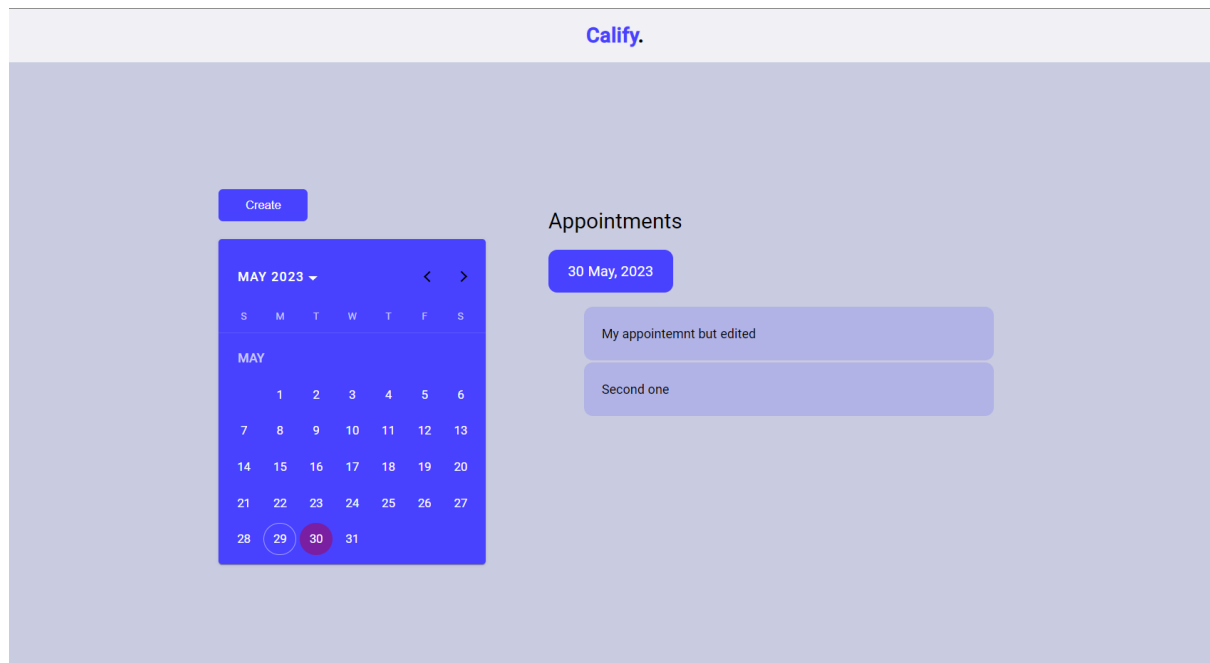 Calify.
Create
MAY 2023
S M T W T F S
MAY
1 2 3 4 5 6
7 8 9 10 11 12 13
14 15 16 17 18 19 20
21 22 23 24 25 26 27
28 29 30 31
Appointments
30 May, 2023
My appointemnt but edited
Second one